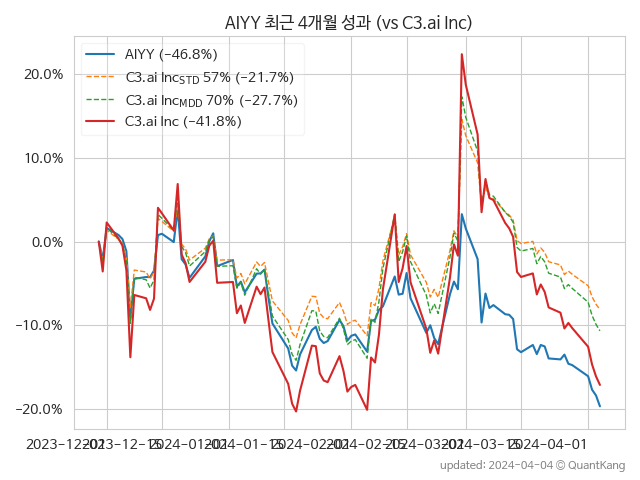 AIYY 최근 4개월 성과 (vs C3.ai Inc)
AIYY (−46.8%)
C3.ai Inc_STD 57% (−21.7%)
C3.ai Inc_MDD 70% (−27.7%)
C3.ai Inc (−41.8%)
20.0%
10.0%
0.0%
−10.0%
−20.0%
2023−12−01 2023−12−15 2024−01−01 2024−01−15 2024−02−01 2024−02−15 2024−03−01 2024−03−15 2024−04−01
updated: 2024-04-04 © QuantKang